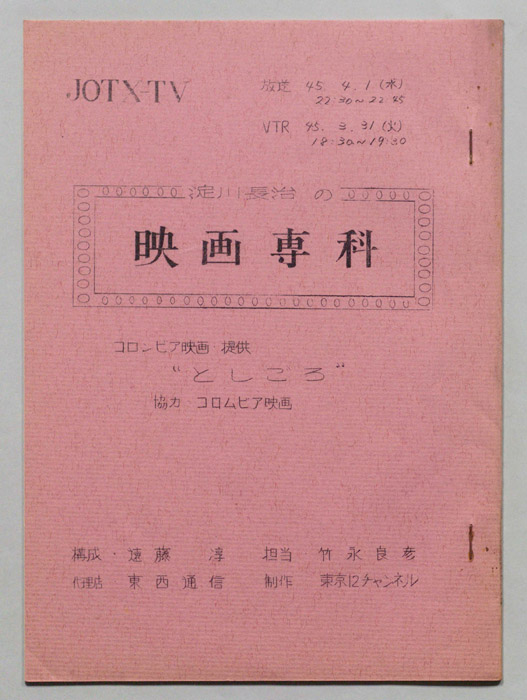 JOTX-TV
放送 45. 4. 1 (水)
22:30~22:45
VTR 45. 3. 31 (火)
18:30~19:30
淀川長治の
映画専科
コロンビア映画 提供
“としごろ”
協力 コロムビア映画
構成・遠藤 淳 担当 竹永良彦
代理店 東西通信 制作 東京12チャンネル